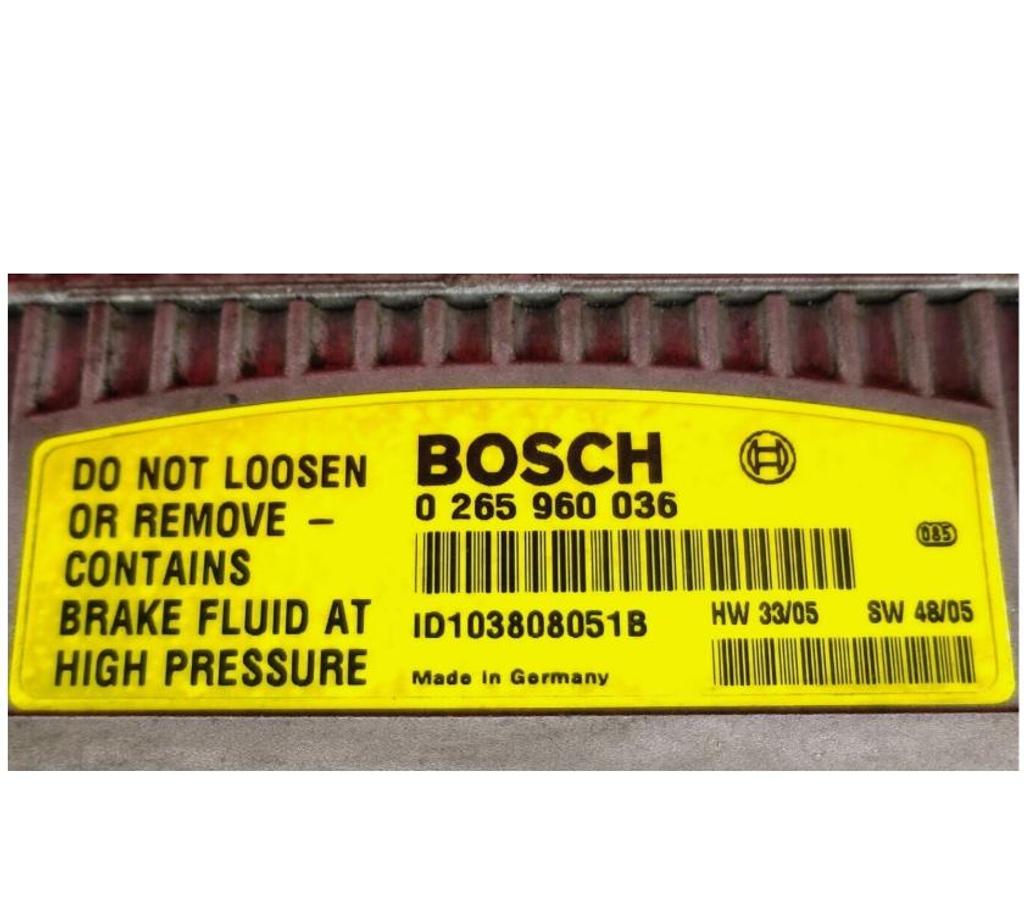 DO NOT LOOSEN
OR REMOVE –
CONTAINS
BRAKE FLUID AT
HIGH PRESSURE
BOSCH
0 265 960 036
085
ID103808051B
HW 33/05 SW 48/05
Made in Germany